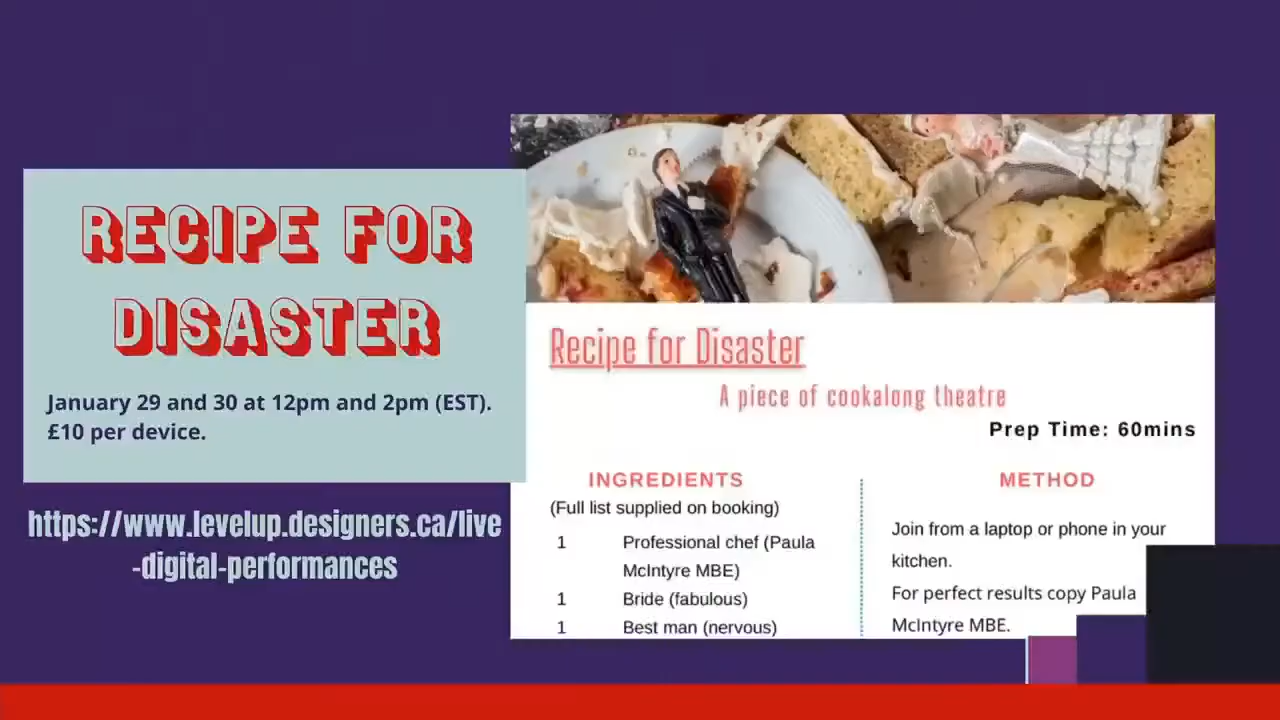 RECIPE FOR
DISASTER
January 29 and 30 at 12pm and 2pm (EST).
£10 per device.
https://www.levelup.designers.ca/live
-digital-performances
Recipe for Disaster
A piece of cookalong theatre
Prep Time: 60mins
INGREDIENTS
(Full list supplied on booking)
1 Professional chef (Paula
McIntyre MBE)
1 Bride (fabulous)
1 Best man (nervous)
METHOD
Join from a laptop or phone in your
kitchen.
For perfect results copy Paula
McIntyre MBE.